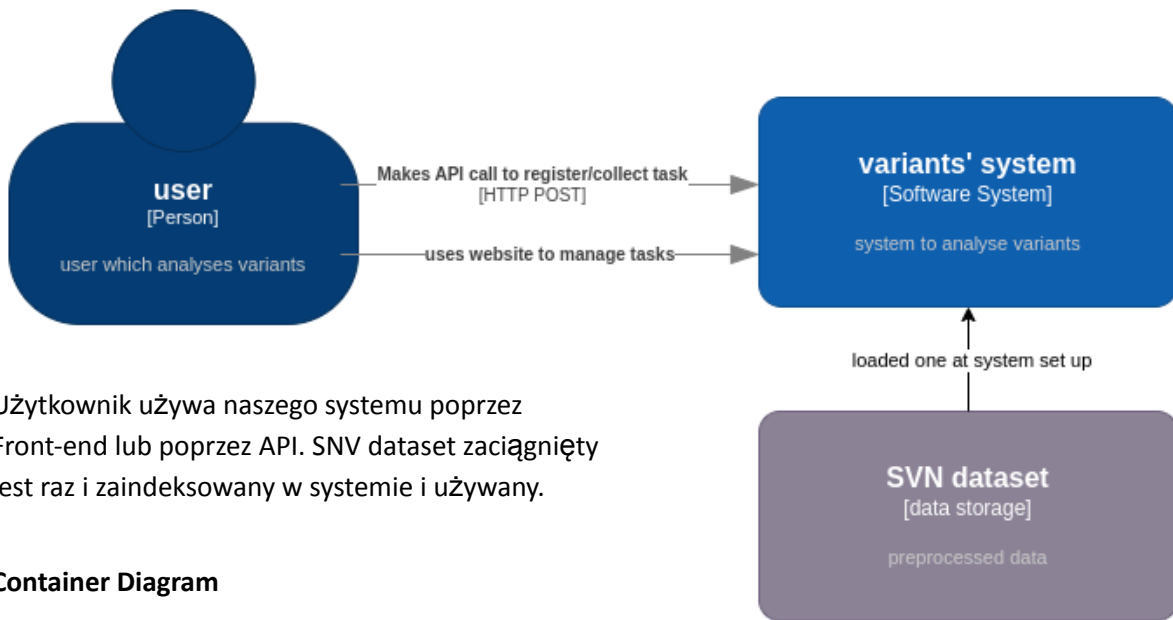 user
[Person]
user which analyses variants
Makes API call to register/collect task
[HTTP POST]
uses website to manage tasks
variants' system
[Software System]
system to analyse variants
loaded one at system set up
SVN dataset
[data storage]
preprocessed data
Użytkownik używa naszego systemu poprzez
Front-end lub poprzez API. SNV dataset zaciągnięty
jest raz i zaindeksowany w systemie i używany.
Container Diagram